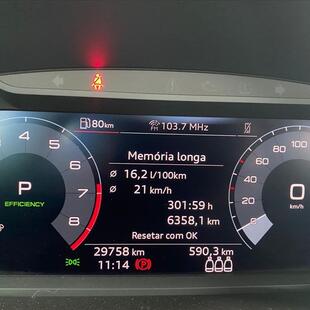 80km
103.7 MHz
Memória longa
Ø 16,2 l/100km
Ø 21 km/h
301:59 h
6358,1 km
Resetar com OK
29758 km
590,3 km
11:14
P
EFFICIENCY
4
5
6
7
8
0
km/h
0
20
40
60
80
100